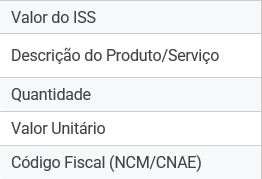 Valor do ISS
Descrição do Produto/Serviço
Quantidade
Valor Unitário
Código Fiscal (NCM/CNAE)